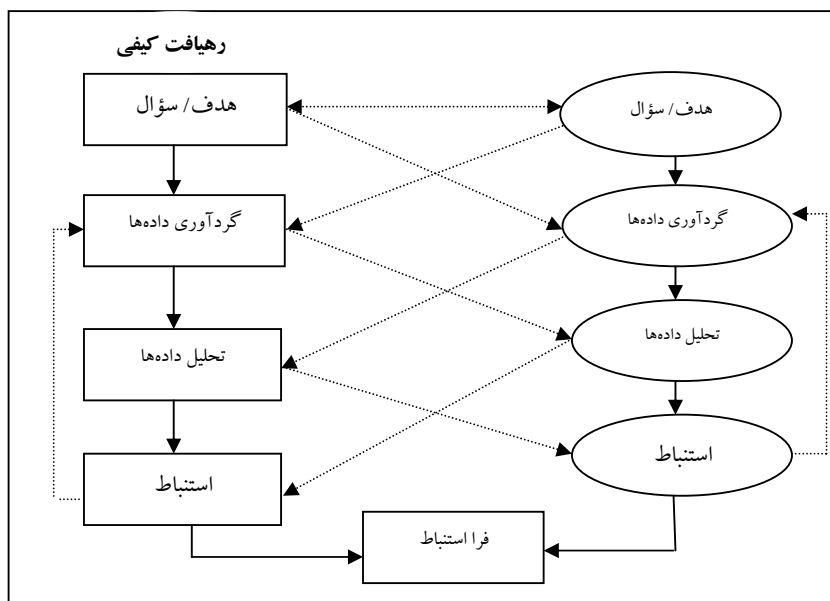 رهیافت کیفی
هدف/ سؤال
هدف/ سؤال
گردآوری داده‌ها
گردآوری داده‌ها
تحلیل داده‌ها
تحلیل داده‌ها
استنباط
استنباط
فرا استنباط